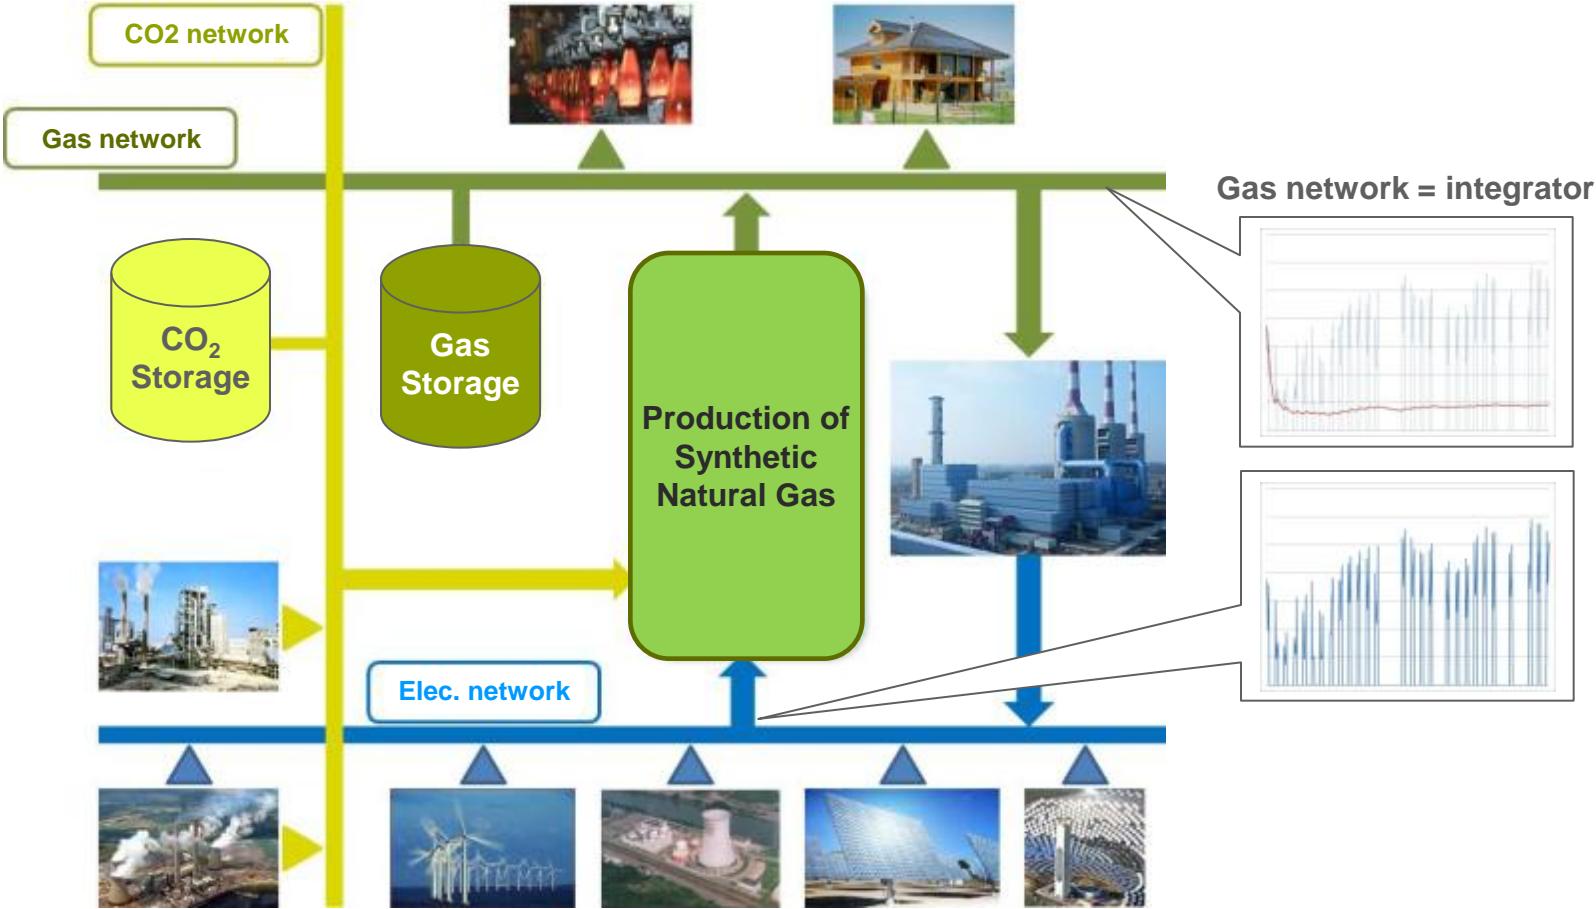 CO2 network
Gas network
Gas network = integrator
CO₂
Storage
Gas
Storage
Production of
Synthetic
Natural Gas
Elec. network